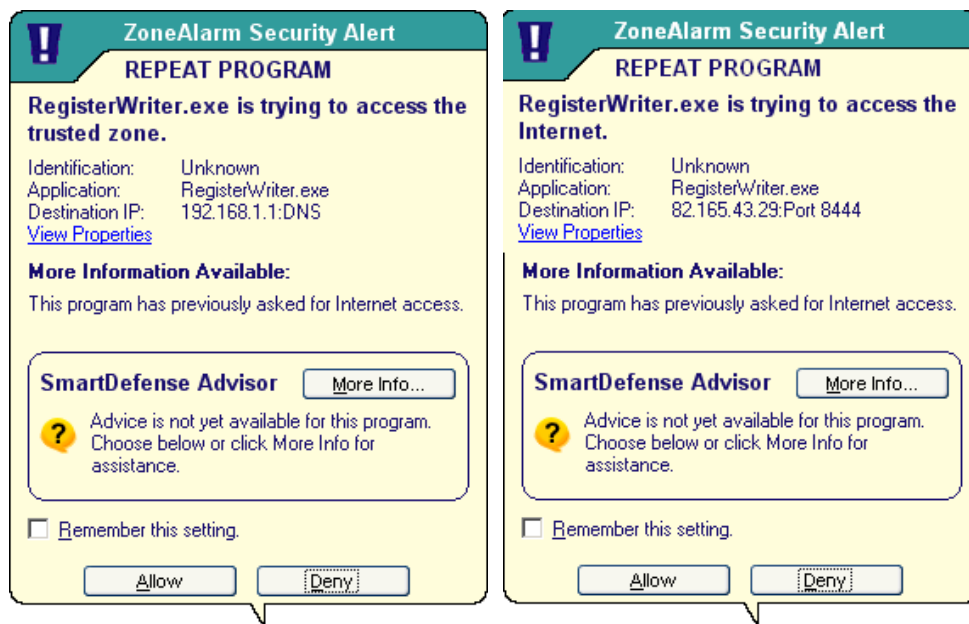 ZoneAlarm Security Alert
REPEAT PROGRAM
RegisterWriter.exe is trying to access the
trusted zone.
Identification: Unknown
Application: RegisterWriter.exe
Destination IP: 192.168.1.1:DNS
View Properties
More Information Available:
This program has previously asked for Internet access.
SmartDefense Advisor More Info...
Advice is not yet available for this program.
Choose below or click More Info for
assistance.
Remember this setting.
Allow Deny
ZoneAlarm Security Alert
REPEAT PROGRAM
RegisterWriter.exe is trying to access the
Internet.
Identification: Unknown
Application: RegisterWriter.exe
Destination IP: 82.165.43.29:Port 8444
View Properties
More Information Available:
This program has previously asked for Internet access.
SmartDefense Advisor More Info...
Advice is not yet available for this program.
Choose below or click More Info for
assistance.
Remember this setting.
Allow Deny